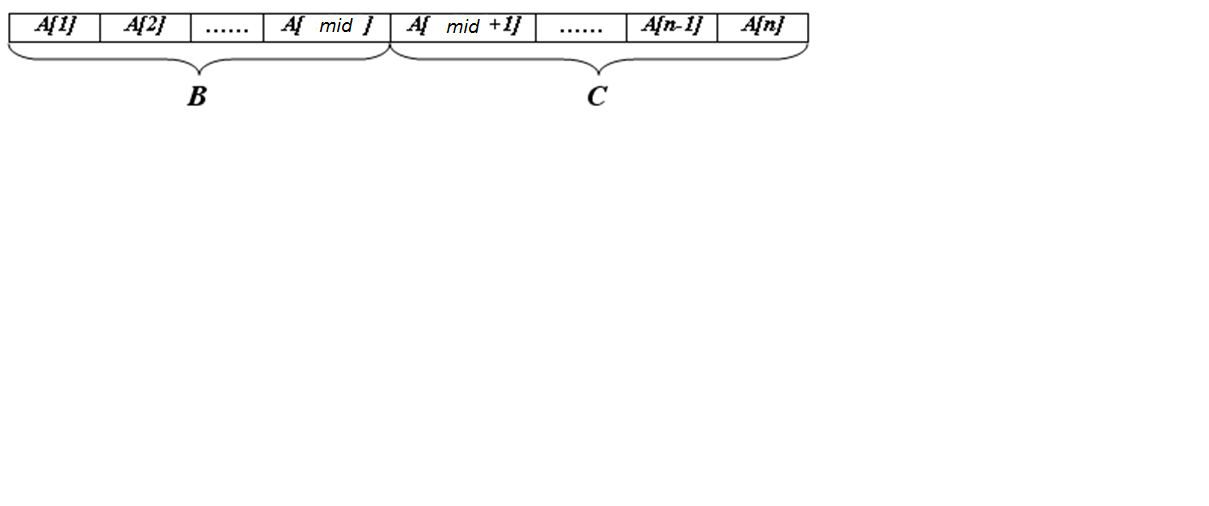 A[1] A[2] …… A[ mid ] A[ mid +1] …… A[n-1] A[n]
B C